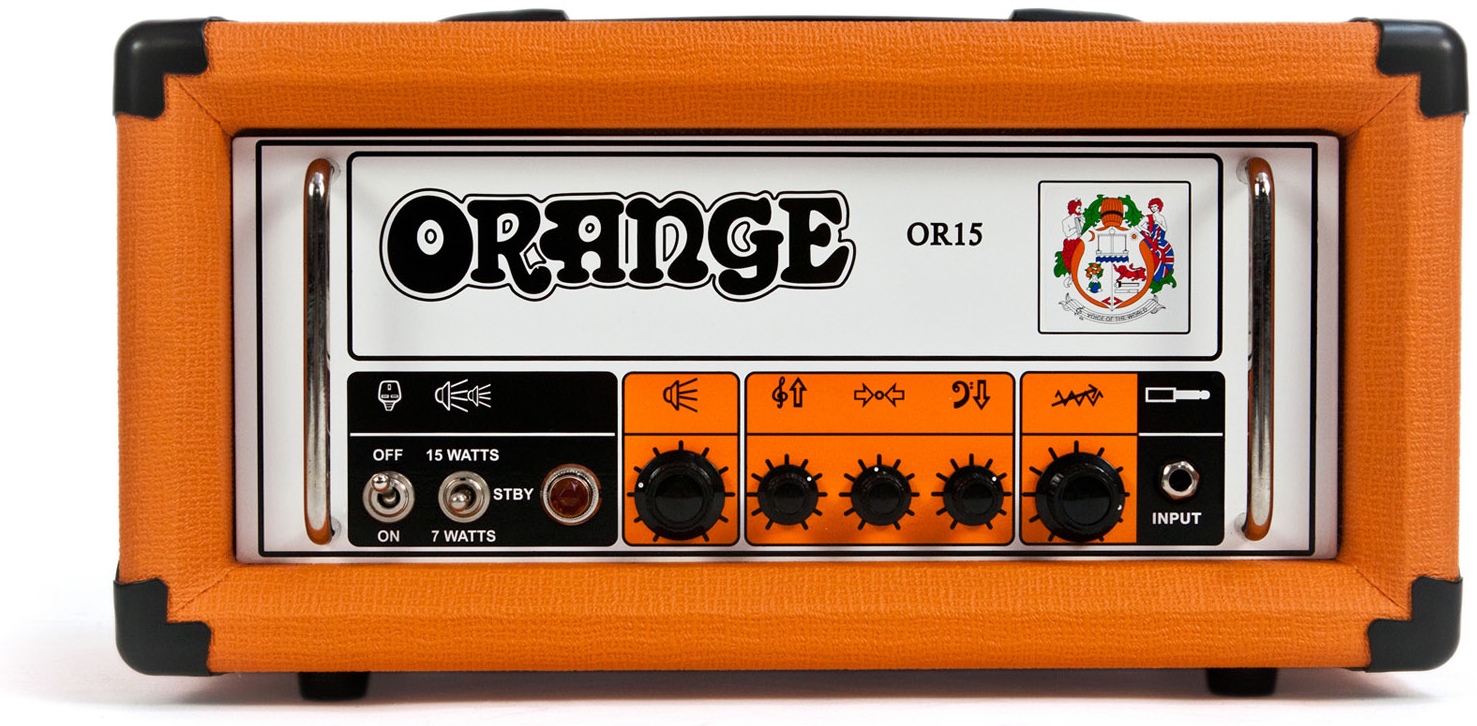 ORANGE
OR15
VOICE OF THE WORLD
OFF
15 WATTS
STBY
ON
7 WATTS
INPUT